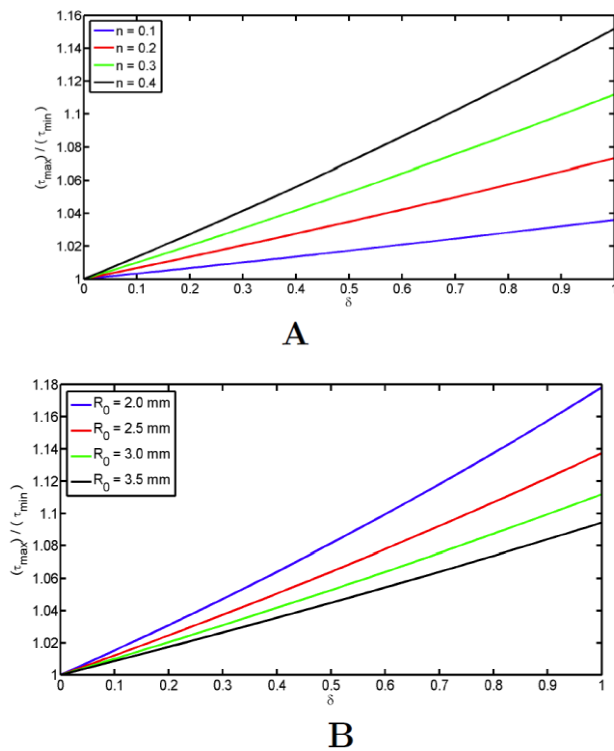 1.16
1.14
1.12
1.1
1.08
1.06
1.04
1.02
1
(τmax) / (τmin)
n = 0.1
n = 0.2
n = 0.3
n = 0.4
0 0.1 0.2 0.3 0.4 0.5 0.6 0.7 0.8 0.9 1
δ
A
1.18
1.16
1.14
1.12
1.1
1.08
1.06
1.04
1.02
1
(τmax) / (τmin)
R0 = 2.0 mm
R0 = 2.5 mm
R0 = 3.0 mm
R0 = 3.5 mm
0 0.1 0.2 0.3 0.4 0.5 0.6 0.7 0.8 0.9 1
δ
B